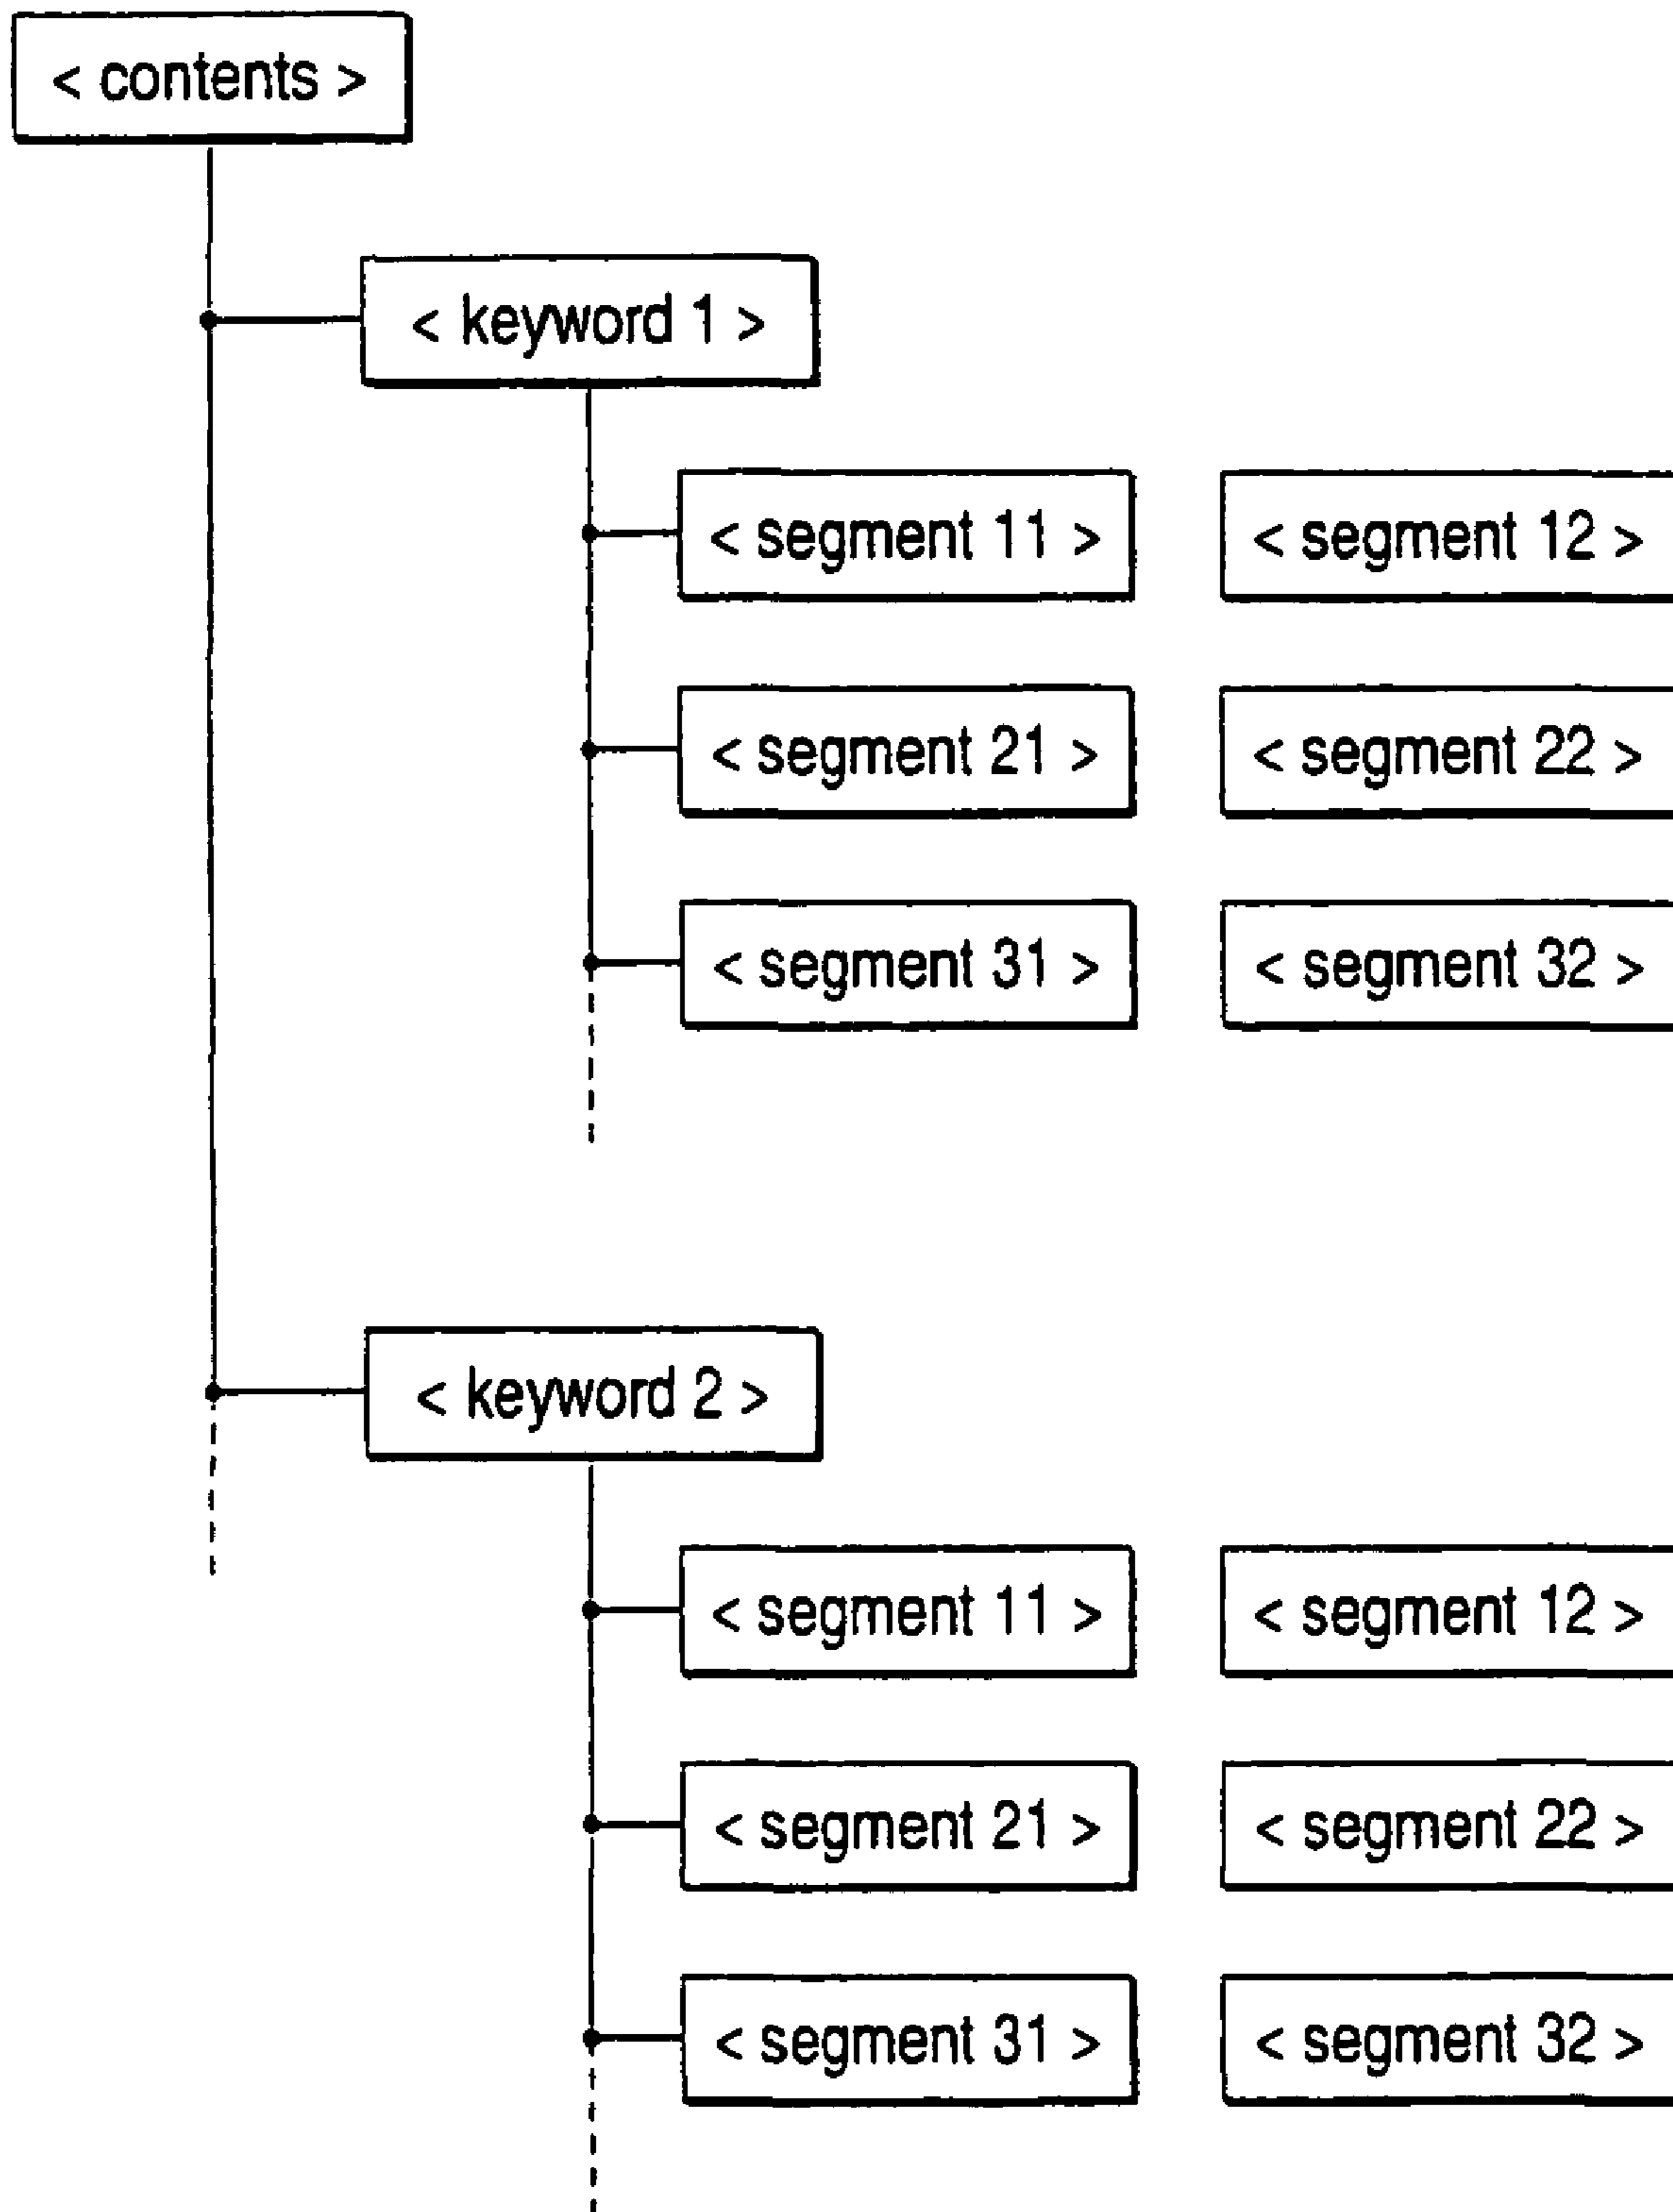 < contents >
< keyword 1 >
< segment 11 > < segment 12 >
< segment 21 > < segment 22 >
< segment 31 > < segment 32 >
< keyword 2 >
< segment 11 > < segment 12 >
< segment 21 > < segment 22 >
< segment 31 > < segment 32 >